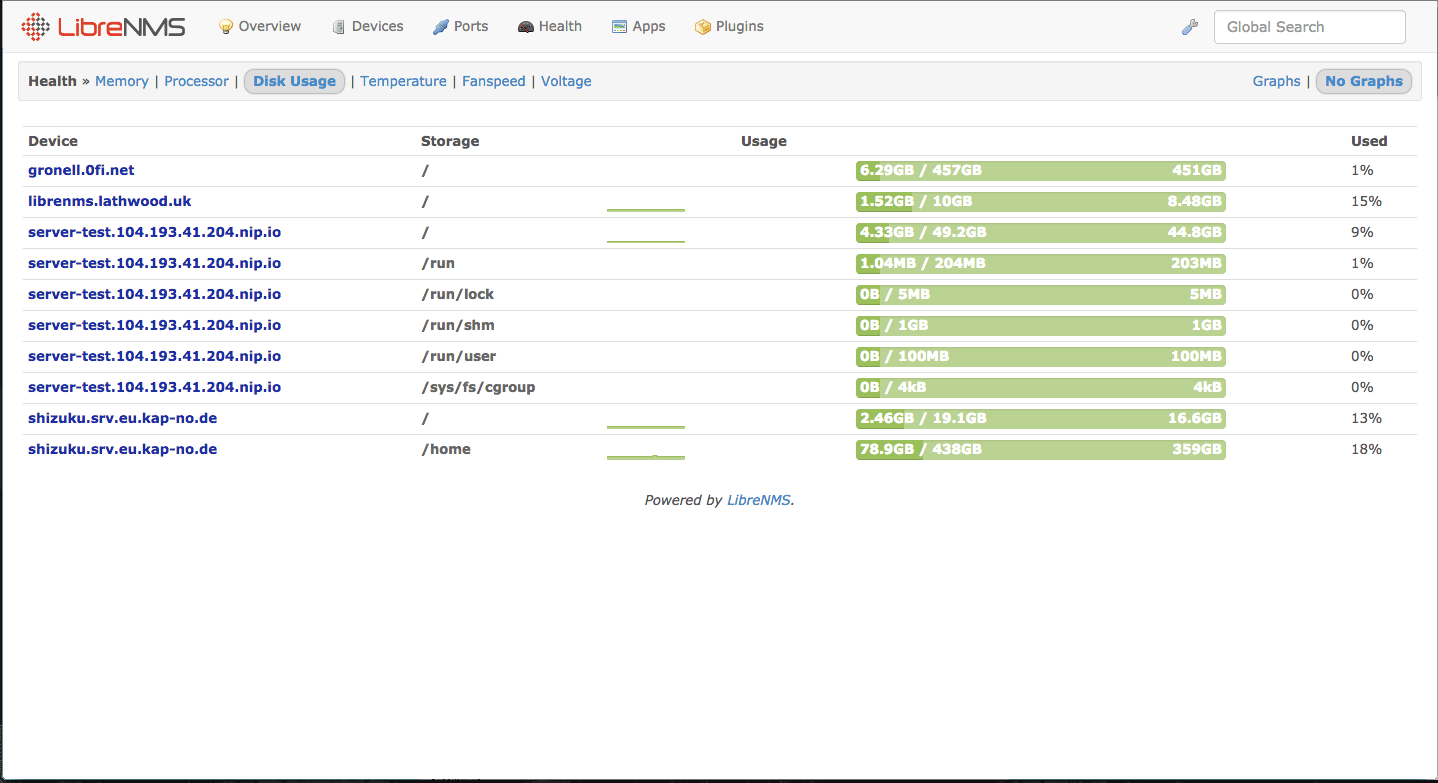 LibreNMS Overview Devices Ports Health Apps Plugins Global Search
Health » Memory | Processor | Disk Usage | Temperature | Fanspeed | Voltage Graphs | No Graphs
Device Storage Usage Used
gronell.0fi.net / 6.29GB / 457GB 451GB 1%
librenms.lathwood.uk / 1.52GB / 10GB 8.48GB 15%
server-test.104.193.41.204.nip.io / 4.33GB / 49.2GB 44.8GB 9%
server-test.104.193.41.204.nip.io /run 1.04MB / 204MB 203MB 1%
server-test.104.193.41.204.nip.io /run/lock 0B / 5MB 5MB 0%
server-test.104.193.41.204.nip.io /run/shm 0B / 1GB 1GB 0%
server-test.104.193.41.204.nip.io /run/user 0B / 100MB 100MB 0%
server-test.104.193.41.204.nip.io /sys/fs/cgroup 0B / 4kB 4kB 0%
shizuku.srv.eu.kap-no.de / 2.46GB / 19.1GB 16.6GB 13%
shizuku.srv.eu.kap-no.de /home 78.9GB / 438GB 359GB 18%
Powered by LibreNMS.